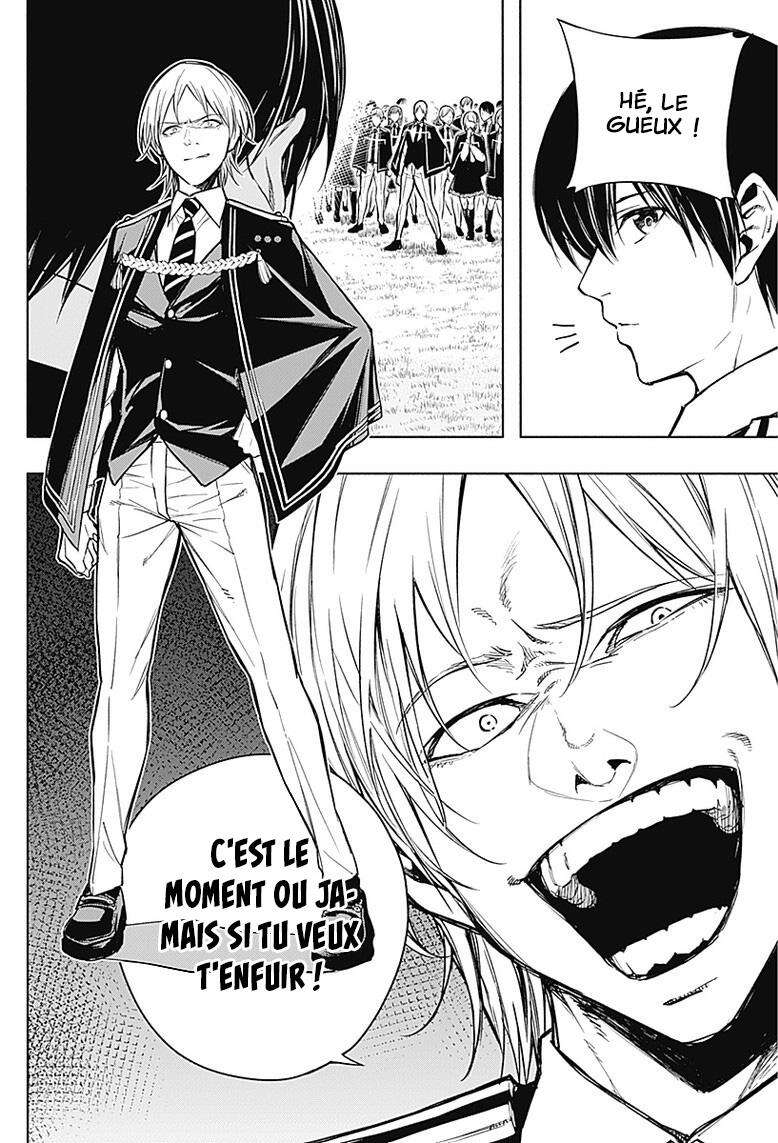 HÉ, LE
GUEUX !
C'EST LE
MOMENT OU JA-
MAIS SI TU VEUX
T'ENFUIR !